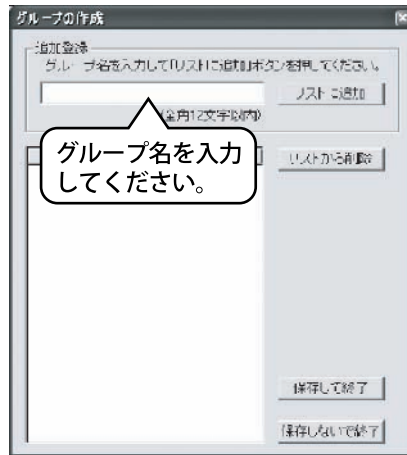 グループの作成
追加登録
グループ名を入力して「リストに追加」ボタンを押してください。
リストに追加
(全角12文字以内)
グループ名を入力
してください。
リストから削除
保存して終了
保存しないで終了